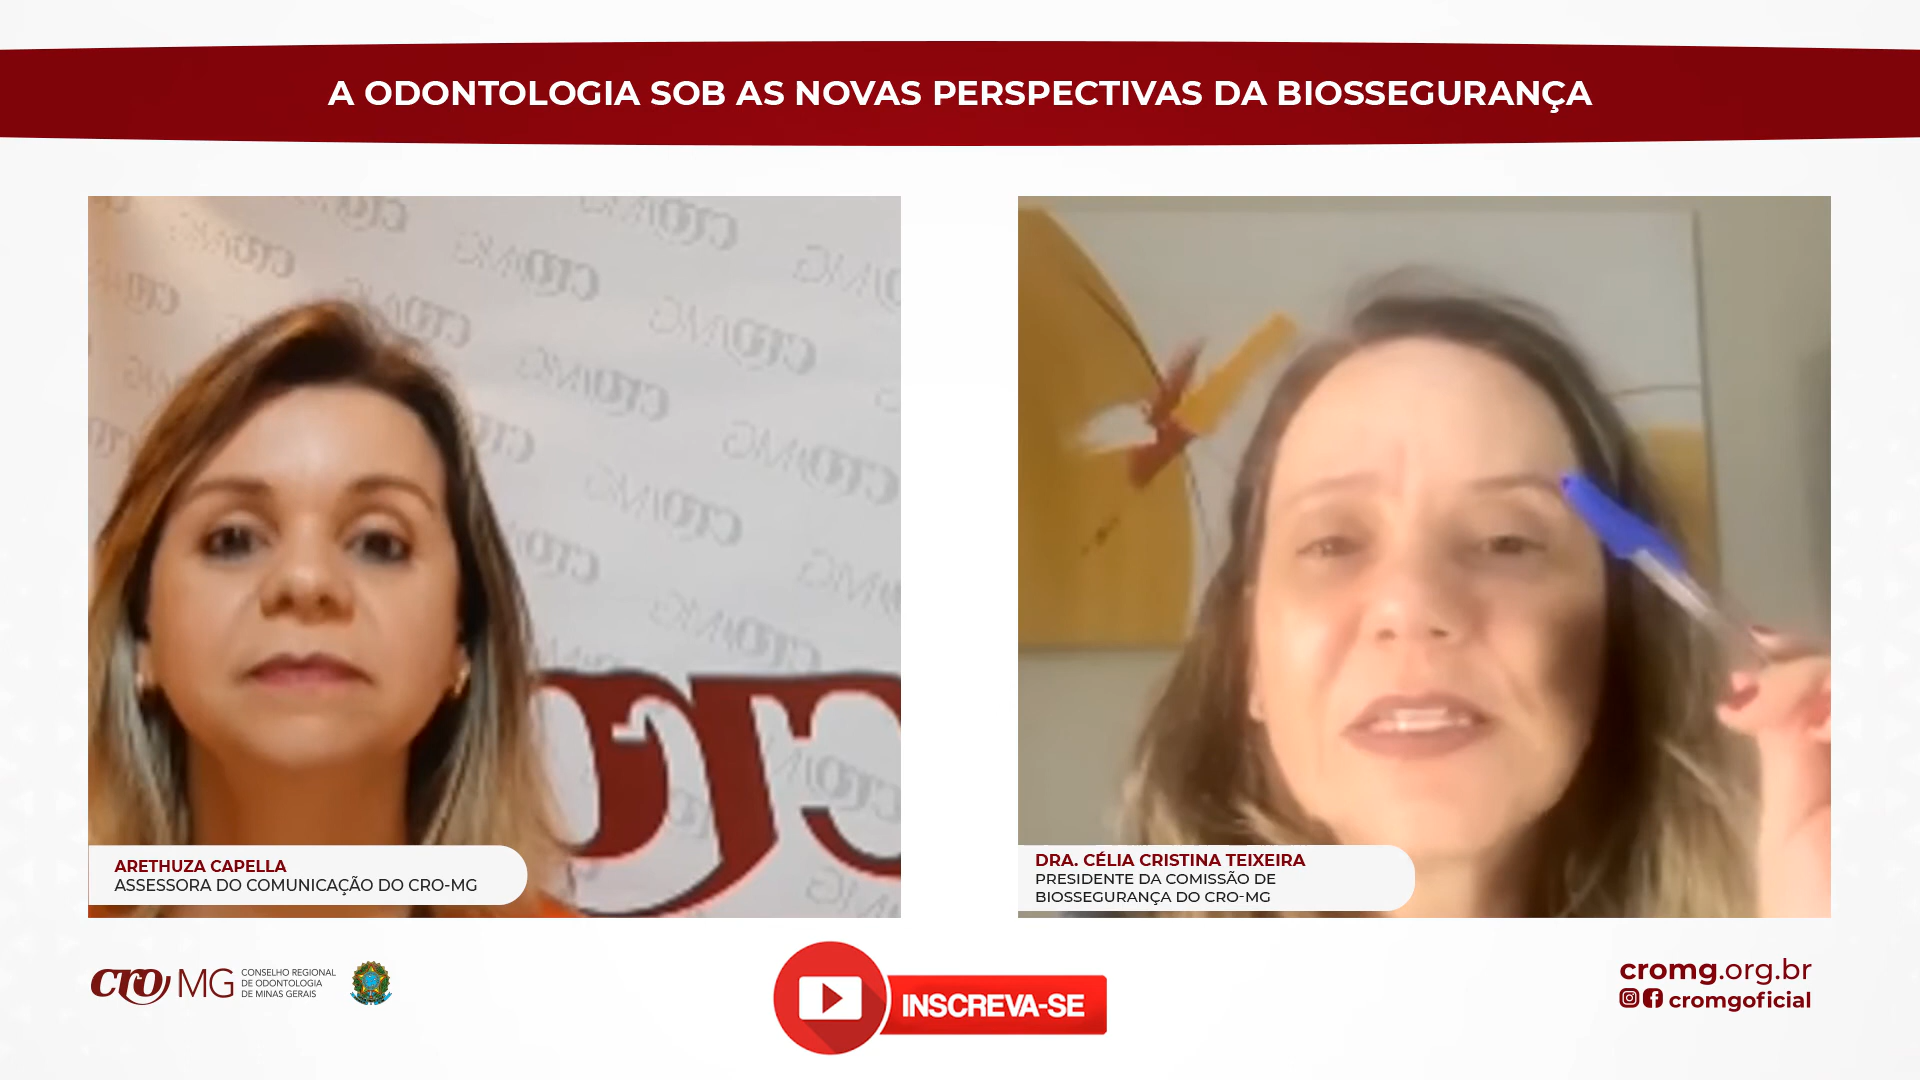 A ODONTOLOGIA SOB AS NOVAS PERSPECTIVAS DA BIOSSEGURANÇA
ARETHUZA CAPELLA
ASSESSORA DO COMUNICAÇÃO DO CRO-MG
DRA. CÉLIA CRISTINA TEIXEIRA
PRESIDENTE DA COMISSÃO DE
BIOSSEGURANÇA DO CRO-MG
cro MG
CONSELHO REGIONAL
DE ODONTOLOGIA
DE MINAS GERAIS
INSCREVA-SE
cromg.org.br
cromgoficial